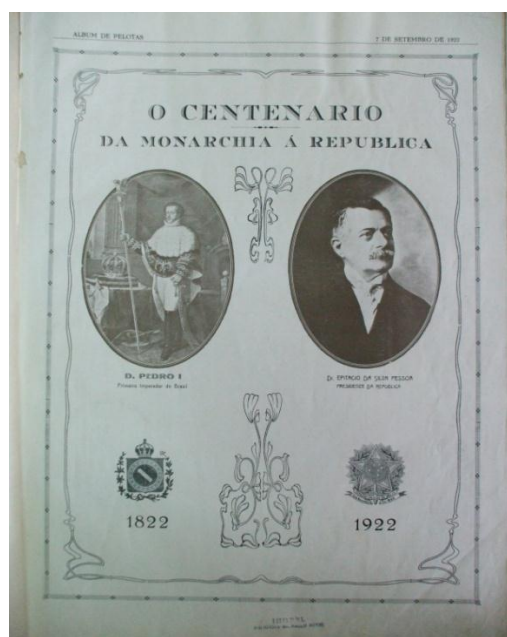 ALBUM DE PELOTAS
7 DE SETEMBRO DE 1922
O CENTENARIO
DA MONARCHIA Á REPUBLICA
D. PEDRO I
Primeiro Imperador do Brasil
Dr. EPITACIO DA SILVA PESSOA
PRESIDENTE DA REPUBLICA
1822
1922